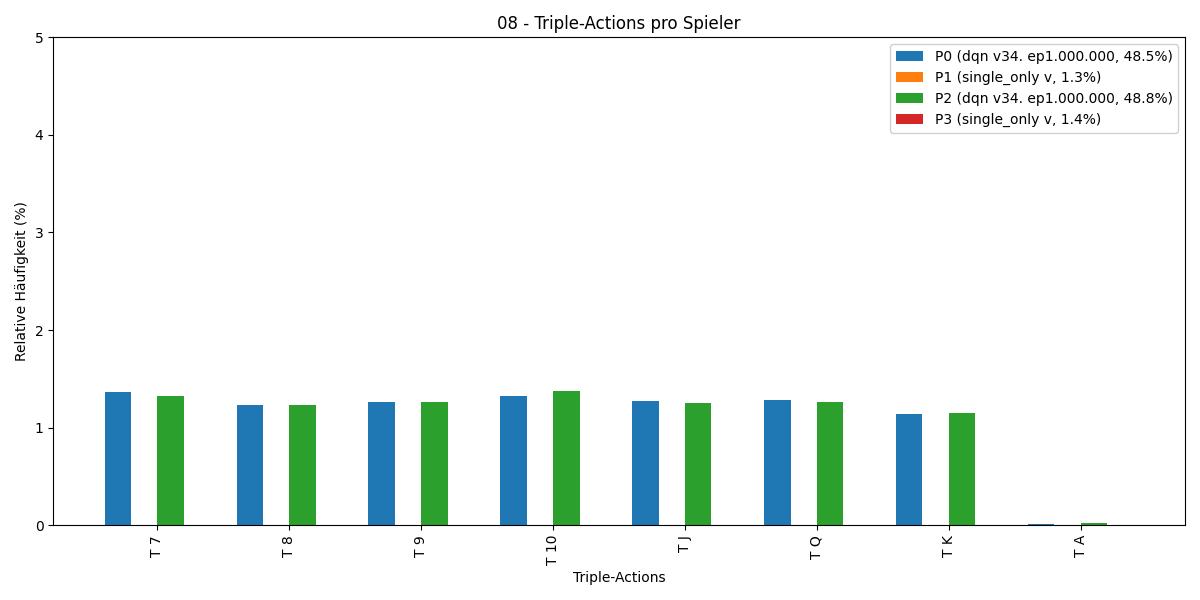 08 - Triple-Actions pro Spieler
5
4
3
2
1
0
Relative Häufigkeit (%)
P0 (dqn v34. ep1.000.000, 48.5%)
P1 (single_only v, 1.3%)
P2 (dqn v34. ep1.000.000, 48.8%)
P3 (single_only v, 1.4%)
T 7
T 8
T 9
T 10
T J
T Q
T K
T A
Triple-Actions